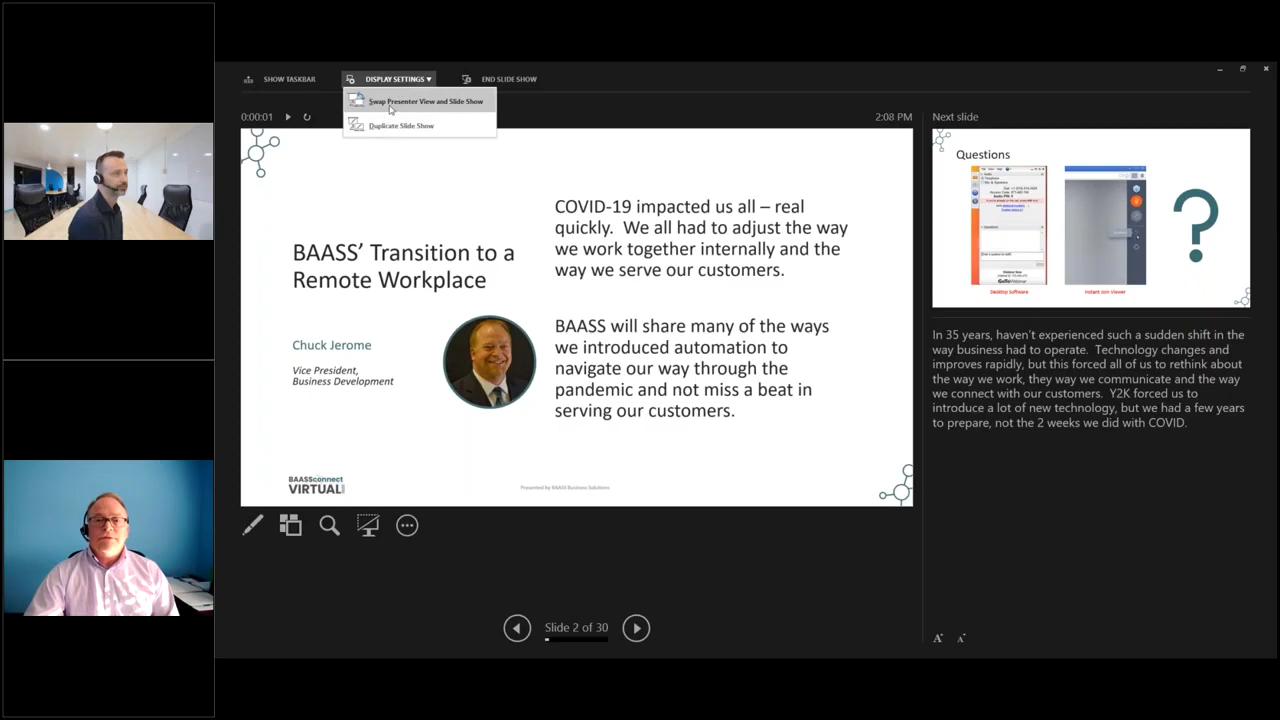 SHOW TASKBAR
DISPLAY SETTINGS ▼
END SLIDE SHOW
Swap Presenter View and Slide Show
Duplicate Slide Show
0:00:01
2:08 PM
BAASS’ Transition to a
Remote Workplace
Chuck Jerome
Vice President,
Business Development
COVID-19 impacted us all – real
quickly. We all had to adjust the way
we work together internally and the
way we serve our customers.
BAASS will share many of the ways
we introduced automation to
navigate our way through the
pandemic and not miss a beat in
serving our customers.
BAASSconnect
VIRTUAL
Presented by BAASS Business Solutions
Slide 2 of 30
Next slide
Questions
Desktop Software
Instant Join Viewer
?
In 35 years, haven’t experienced such a sudden shift in the
way business had to operate. Technology changes and
improves rapidly, but this forced all of us to rethink about
the way we work, they way we communicate and the way
we connect with our customers. Y2K forced us to
introduce a lot of new technology, but we had a few years
to prepare, not the 2 weeks we did with COVID.
A A